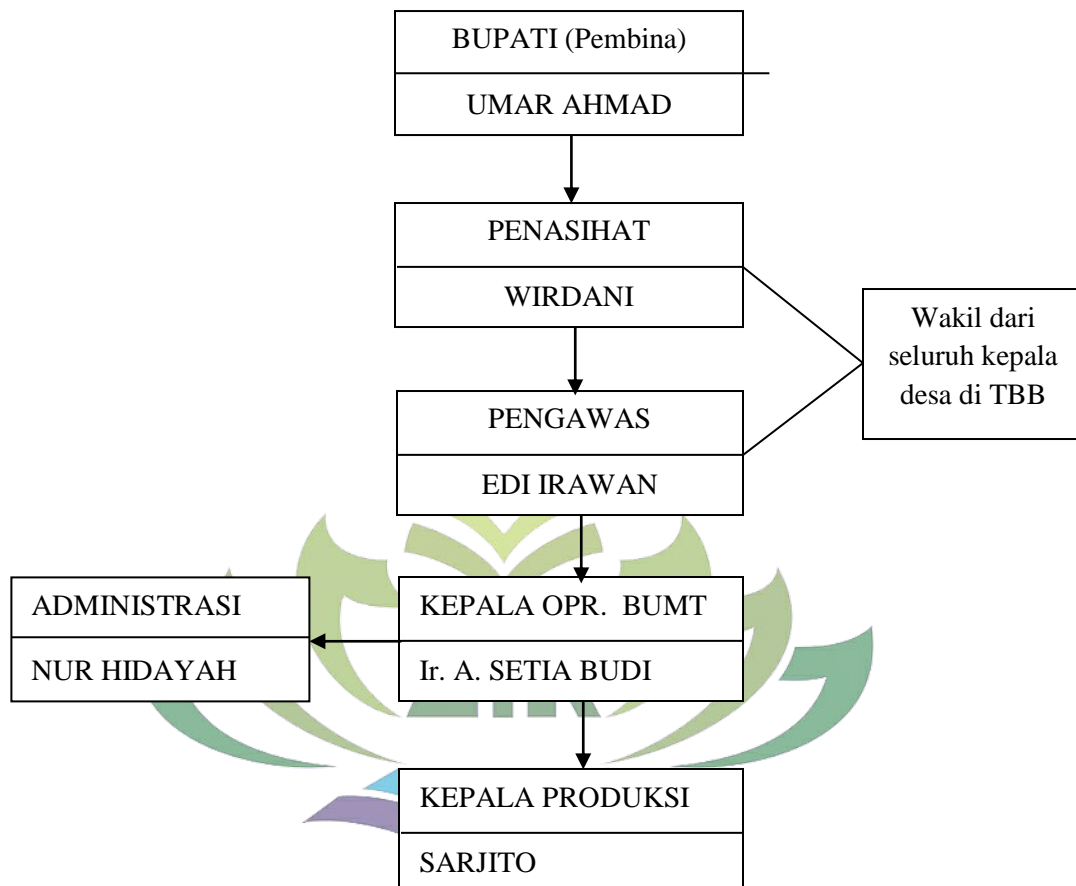 BUPATI (Pembina)
UMAR AHMAD
PENASIHAT
WIRDANI
Wakil dari
seluruh kepala
desa di TBB
PENGAWAS
EDI IRAWAN
ADMINISTRASI
NUR HIDAYAH
KEPALA OPR. BUMT
Ir. A. SETIA BUDI
KEPALA PRODUKSI
SARJITO